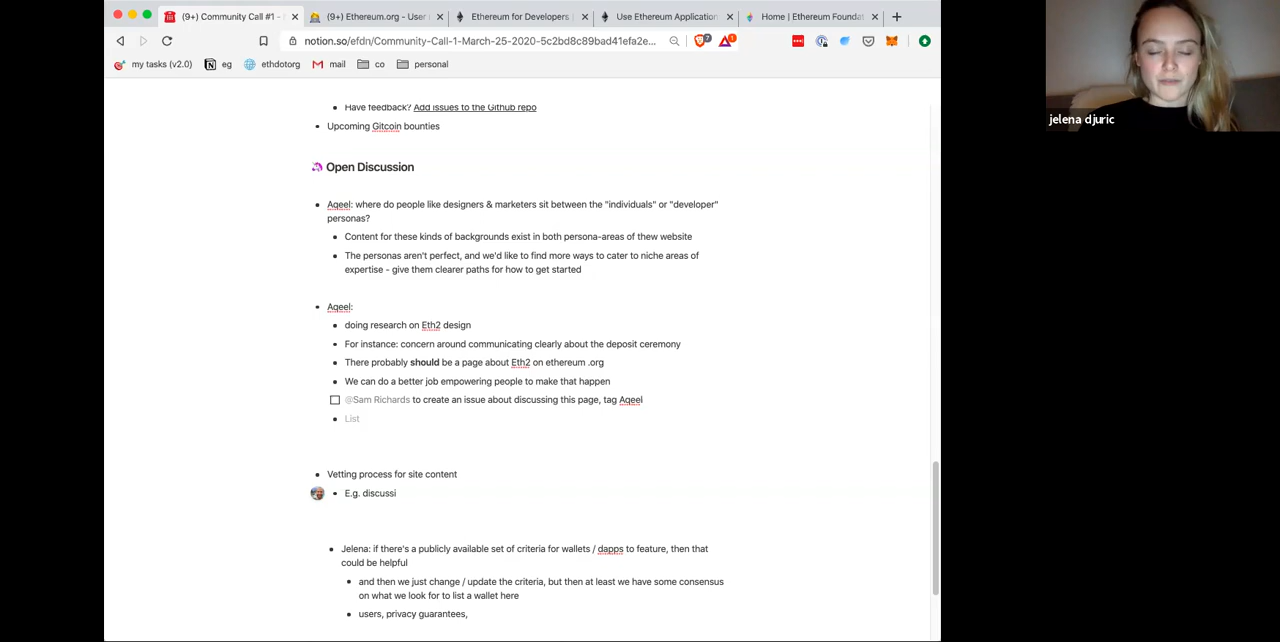 (9+) Community Call #1 -
(9+) Ethereum.org - User
Ethereum for Developers |
Use Ethereum Application
Home | Ethereum Foundat
notion.so/efdn/Community-Call-1-March-25-2020-5c2bd8c89bad41efa2e...
7
1
my tasks (v2.0)
eg
ethdotorg
mail
co
personal
jelena djuric
Have feedback? Add issues to the Github repo
Upcoming Gitcoin bounties
Open Discussion
Aqeel: where do people like designers & marketers sit between the "individuals" or "developer"
personas?
Content for these kinds of backgrounds exist in both persona-areas of thew website
The personas aren't perfect, and we'd like to find more ways to cater to niche areas of
expertise - give them clearer paths for how to get started
Aqeel:
doing research on Eth2 design
For instance: concern around communicating clearly about the deposit ceremony
There probably should be a page about Eth2 on ethereum .org
We can do a better job empowering people to make that happen
@Sam Richards to create an issue about discussing this page, tag Aqeel
List
Vetting process for site content
E.g. discussi
Jelena: if there's a publicly available set of criteria for wallets / dapps to feature, then that
could be helpful
and then we just change / update the criteria, but then at least we have some consensus
on what we look for to list a wallet here
users, privacy guarantees,